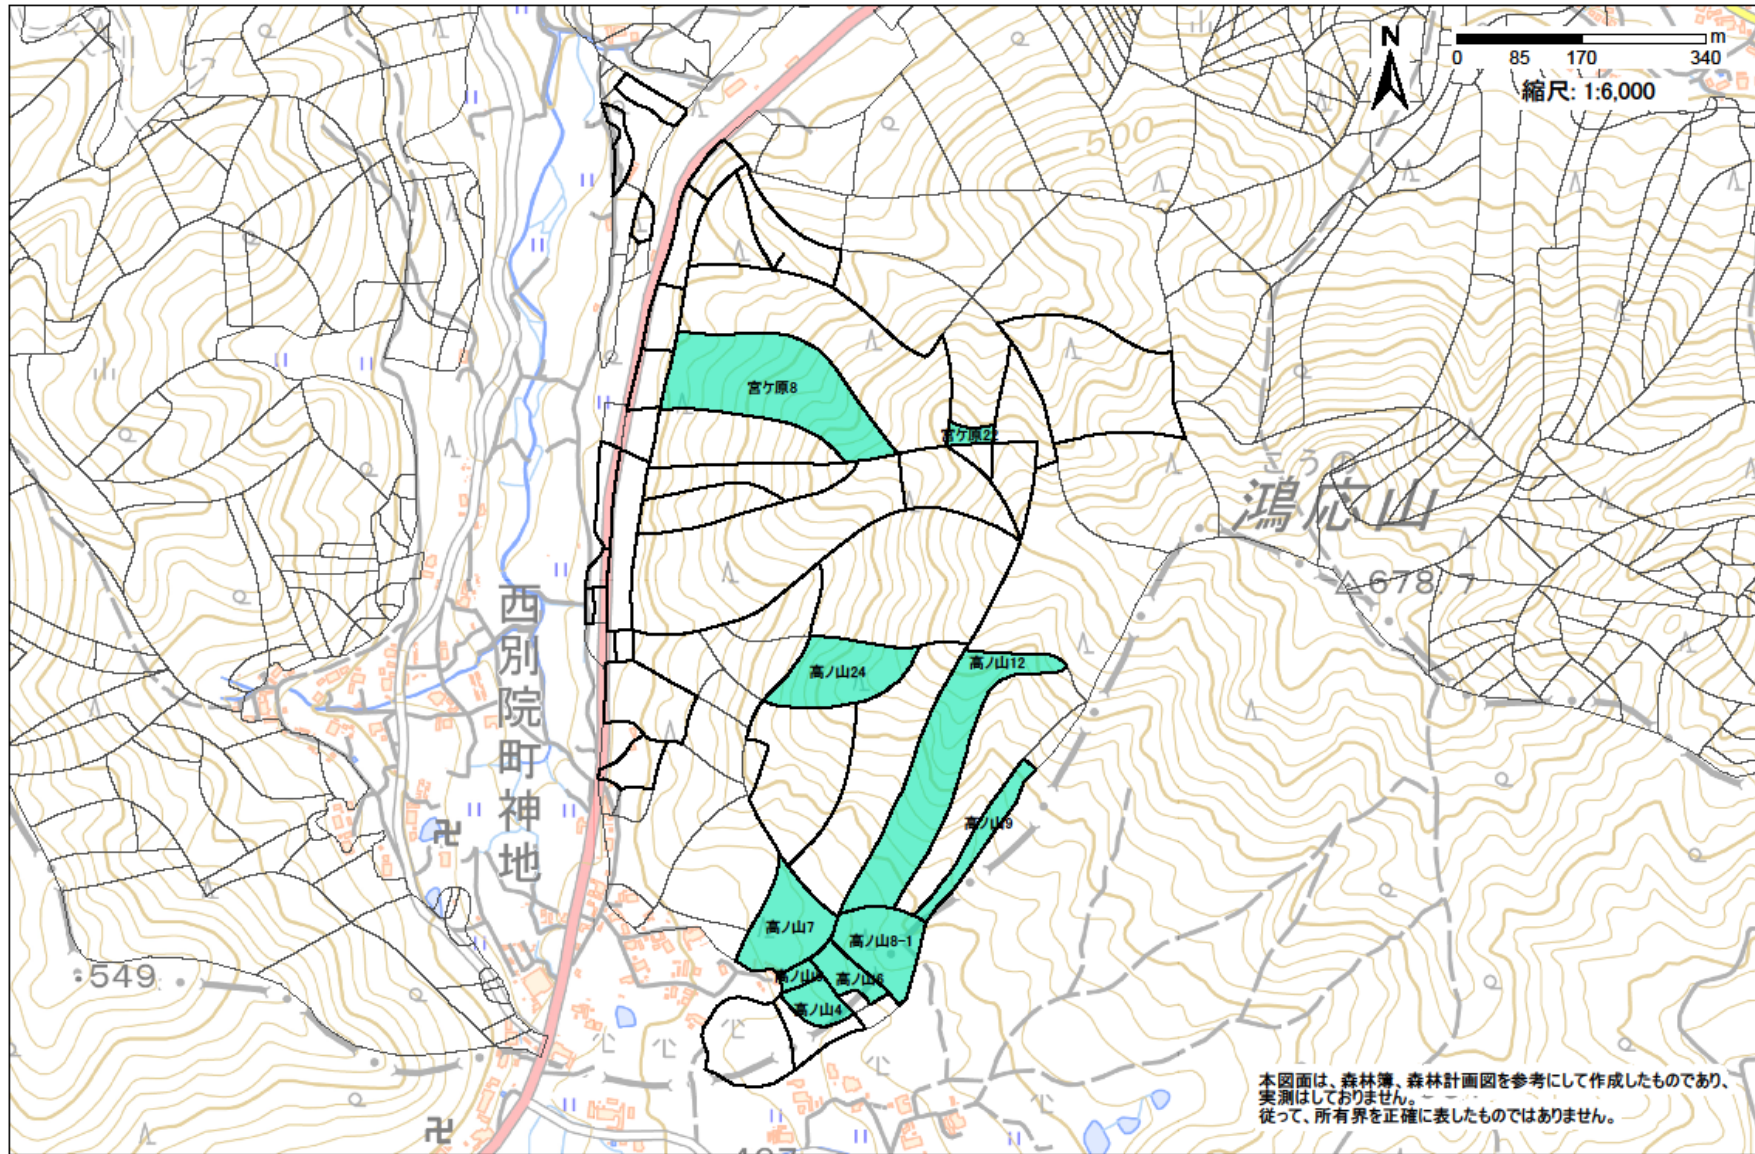 N
m
0 85 170 340
縮尺: 1:6,000
500
宮ケ原8
宮ケ原22
こうの
鴻応山
678.7
西別院町神地
高ノ山24
高ノ山12
高ノ山9
高ノ山7
高ノ山8-1
高ノ山6
高ノ山4
549
本図面は、森林簿、森林計画図を参考にして作成したものであり、
実測はしておりません。
従って、所有界を正確に表したものではありません。